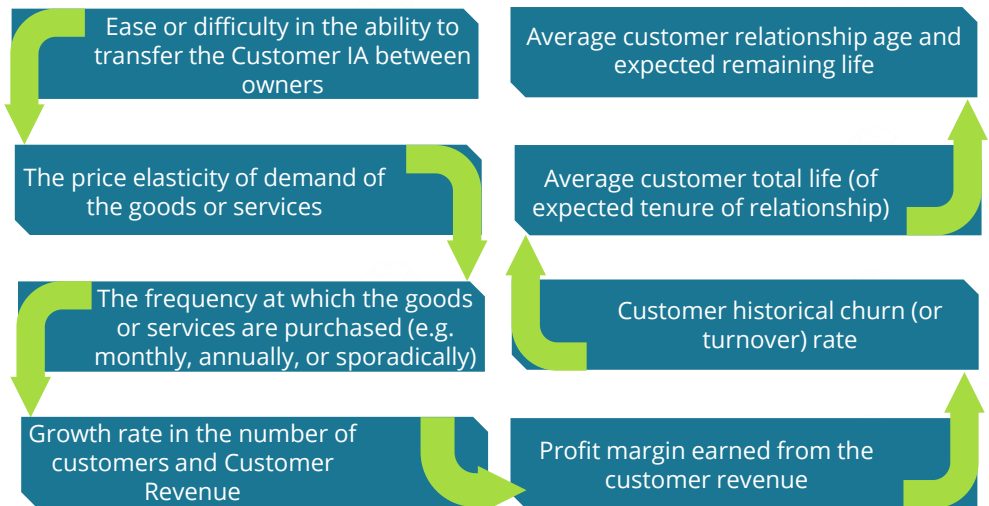 Ease or difficulty in the ability to
transfer the Customer IA between
owners
The price elasticity of demand of
the goods or services
The frequency at which the goods
or services are purchased (e.g.
monthly, annually, or sporadically)
Growth rate in the number of
customers and Customer
Revenue
Profit margin earned from the
customer revenue
Customer historical churn (or
turnover) rate
Average customer total life (of
expected tenure of relationship)
Average customer relationship age and
expected remaining life